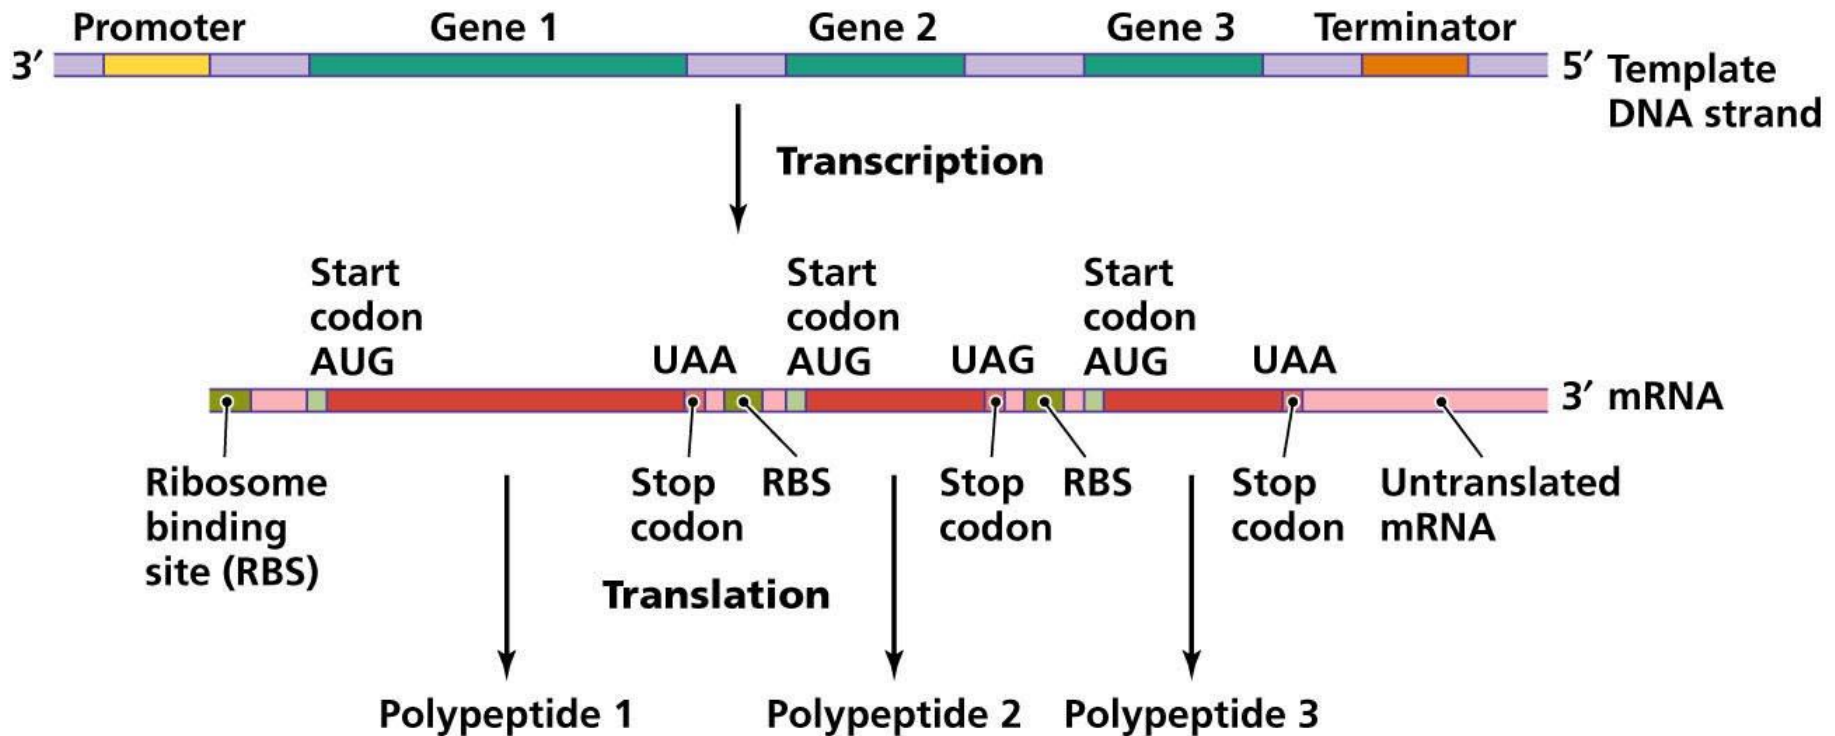 Promoter Gene 1 Gene 2 Gene 3 Terminator
3′ 5′ Template
DNA strand
Transcription
Start Start Start
codon codon codon
AUG UAA AUG UAG AUG UAA
3′ mRNA
Ribosome Stop RBS Stop RBS Stop Untranslated
binding codon codon codon mRNA
site (RBS)
Translation
Polypeptide 1 Polypeptide 2 Polypeptide 3